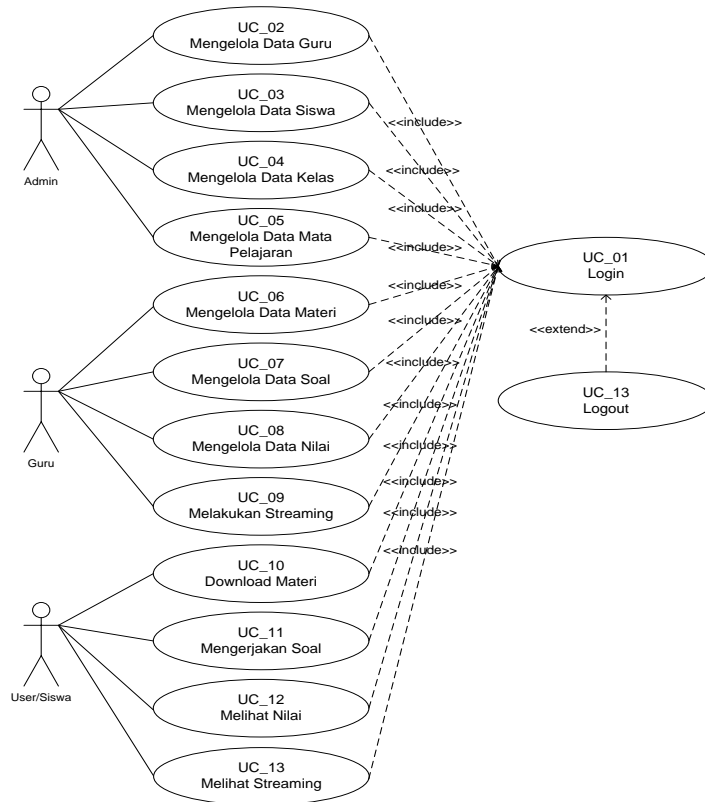 UC_02
Mengelola Data Guru
UC_03
Mengelola Data Siswa
<<include>>
UC_04
Mengelola Data Kelas
<<include>>
Admin
<<include>>
UC_05
Mengelola Data Mata
Pelajaran
<<include>>
UC_01
Login
UC_06
Mengelola Data Materi
<<include>>
<<include>>
<<extend>>
UC_07
Mengelola Data Soal
<<include>>
<<include>>
UC_13
Logout
UC_08
Mengelola Data Nilai
<<include>>
Guru
<<include>>
UC_09
Melakukan Streaming
<<include>>
<<include>>
UC_10
Download Materi
UC_11
Mengerjakan Soal
User/Siswa
UC_12
Melihat Nilai
UC_13
Melihat Streaming